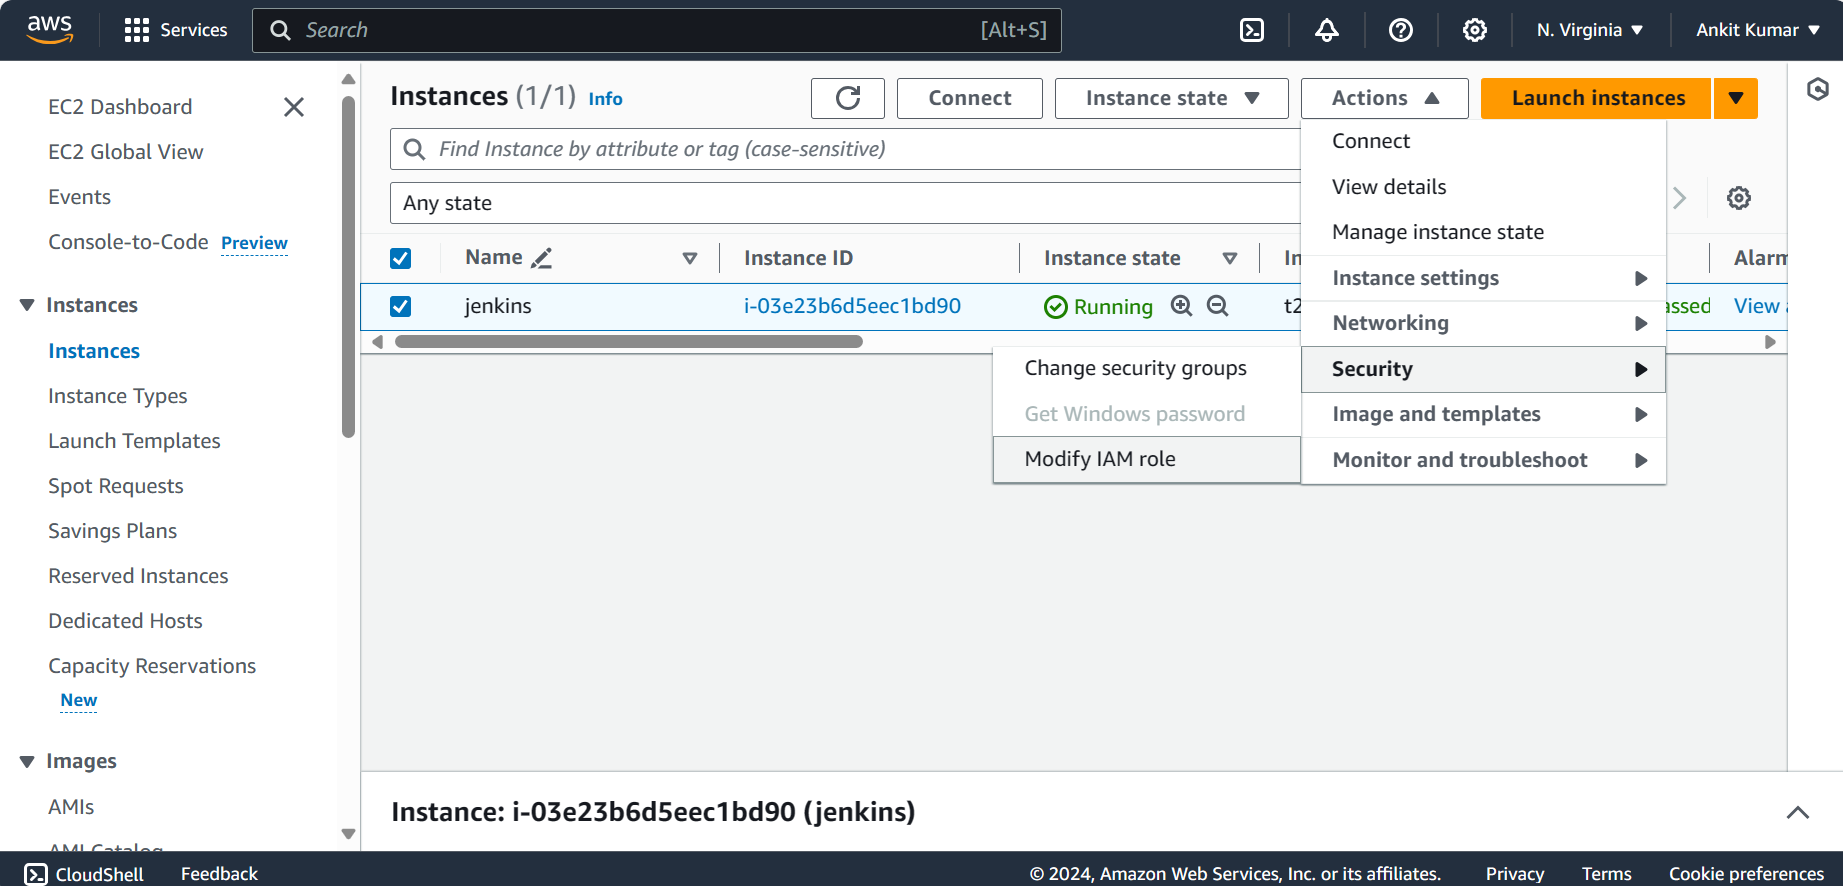 aws
Services
Search
[Alt+S]
N. Virginia
Ankit Kumar
EC2 Dashboard
EC2 Global View
Events
Console-to-Code Preview
Instances
Instances
Instance Types
Launch Templates
Spot Requests
Savings Plans
Reserved Instances
Dedicated Hosts
Capacity Reservations
New
Images
AMIs
AMI Catalog
Instances (1/1) Info
Connect
Instance state
Actions
Launch instances
Find Instance by attribute or tag (case-sensitive)
Any state
Name
Instance ID
Instance state
In
Alarm
jenkins
i-03e23b6d5eec1bd90
Running
t2
assed
View
Connect
View details
Manage instance state
Instance settings
Networking
Security
Image and templates
Monitor and troubleshoot
Change security groups
Get Windows password
Modify IAM role
Instance: i-03e23b6d5eec1bd90 (jenkins)
CloudShell
Feedback
© 2024, Amazon Web Services, Inc. or its affiliates.
Privacy
Terms
Cookie preferences